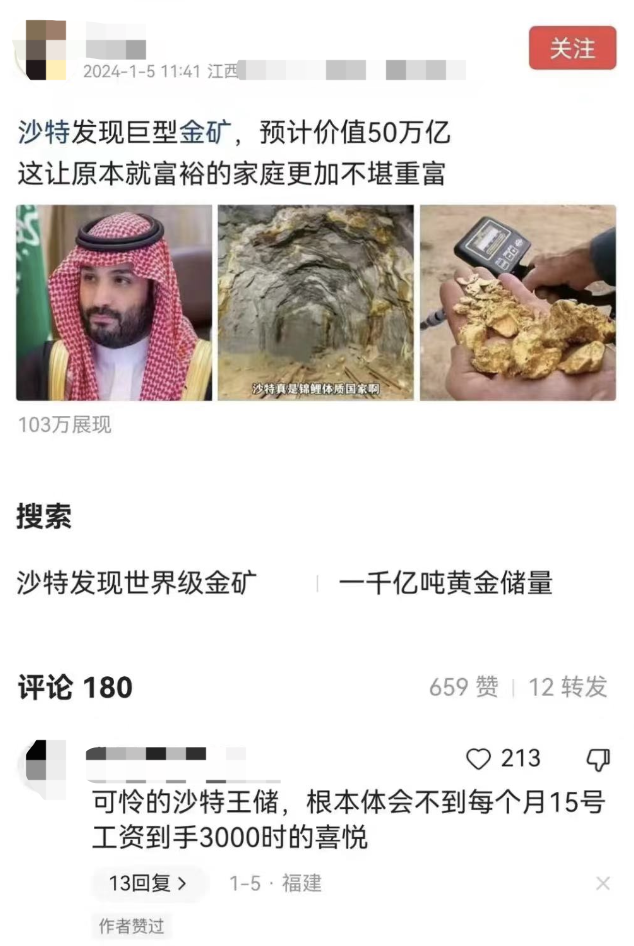 2024-1-5 11:41 江西
关注
沙特发现巨型金矿，预计价值50万亿
这让原本就富裕的家庭更加不堪重富
沙特真是锦鲤体质国家啊
103万展现
搜索
沙特发现世界级金矿
一千亿吨黄金储量
评论 180
659 赞
12 转发
213
可怜的沙特王储，根本体会不到每个月15号
工资到手3000时的喜悦
13回复 >
1-5 · 福建
作者赞过